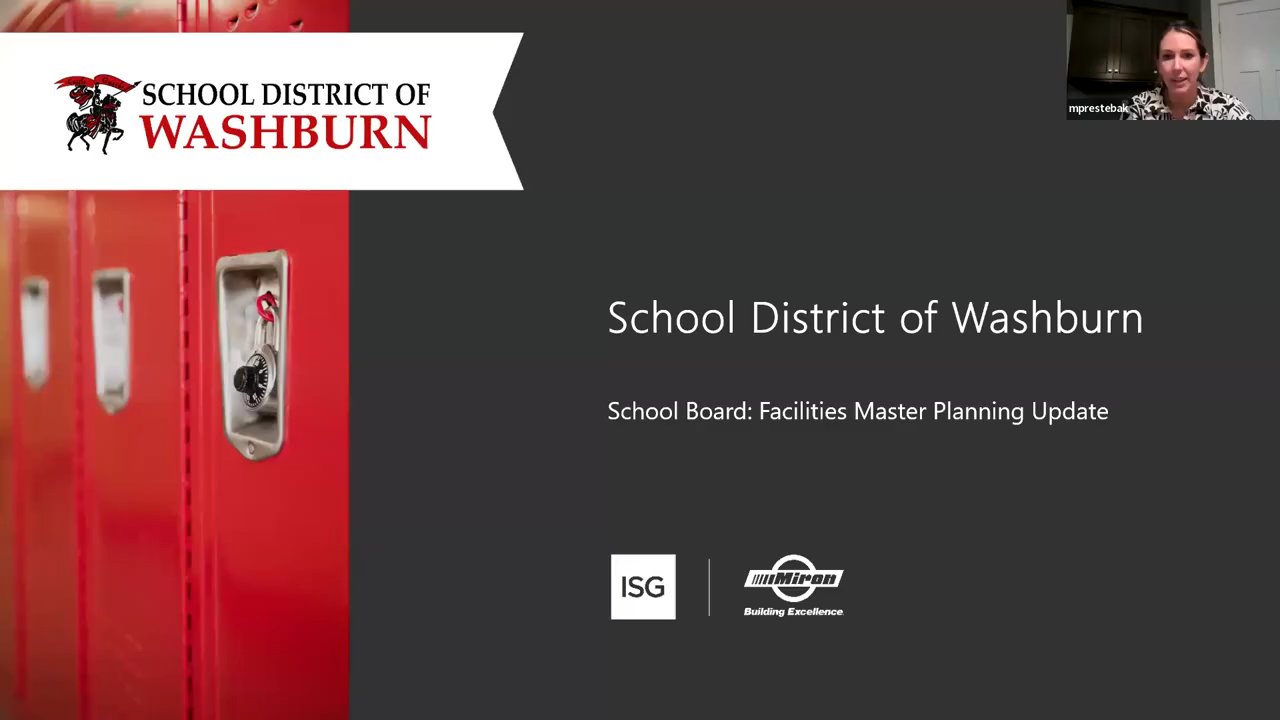 SCHOOL DISTRICT OF
WASHBURN
mprestebak
School District of Washburn
School Board: Facilities Master Planning Update
ISG
Miron
Building Excellence